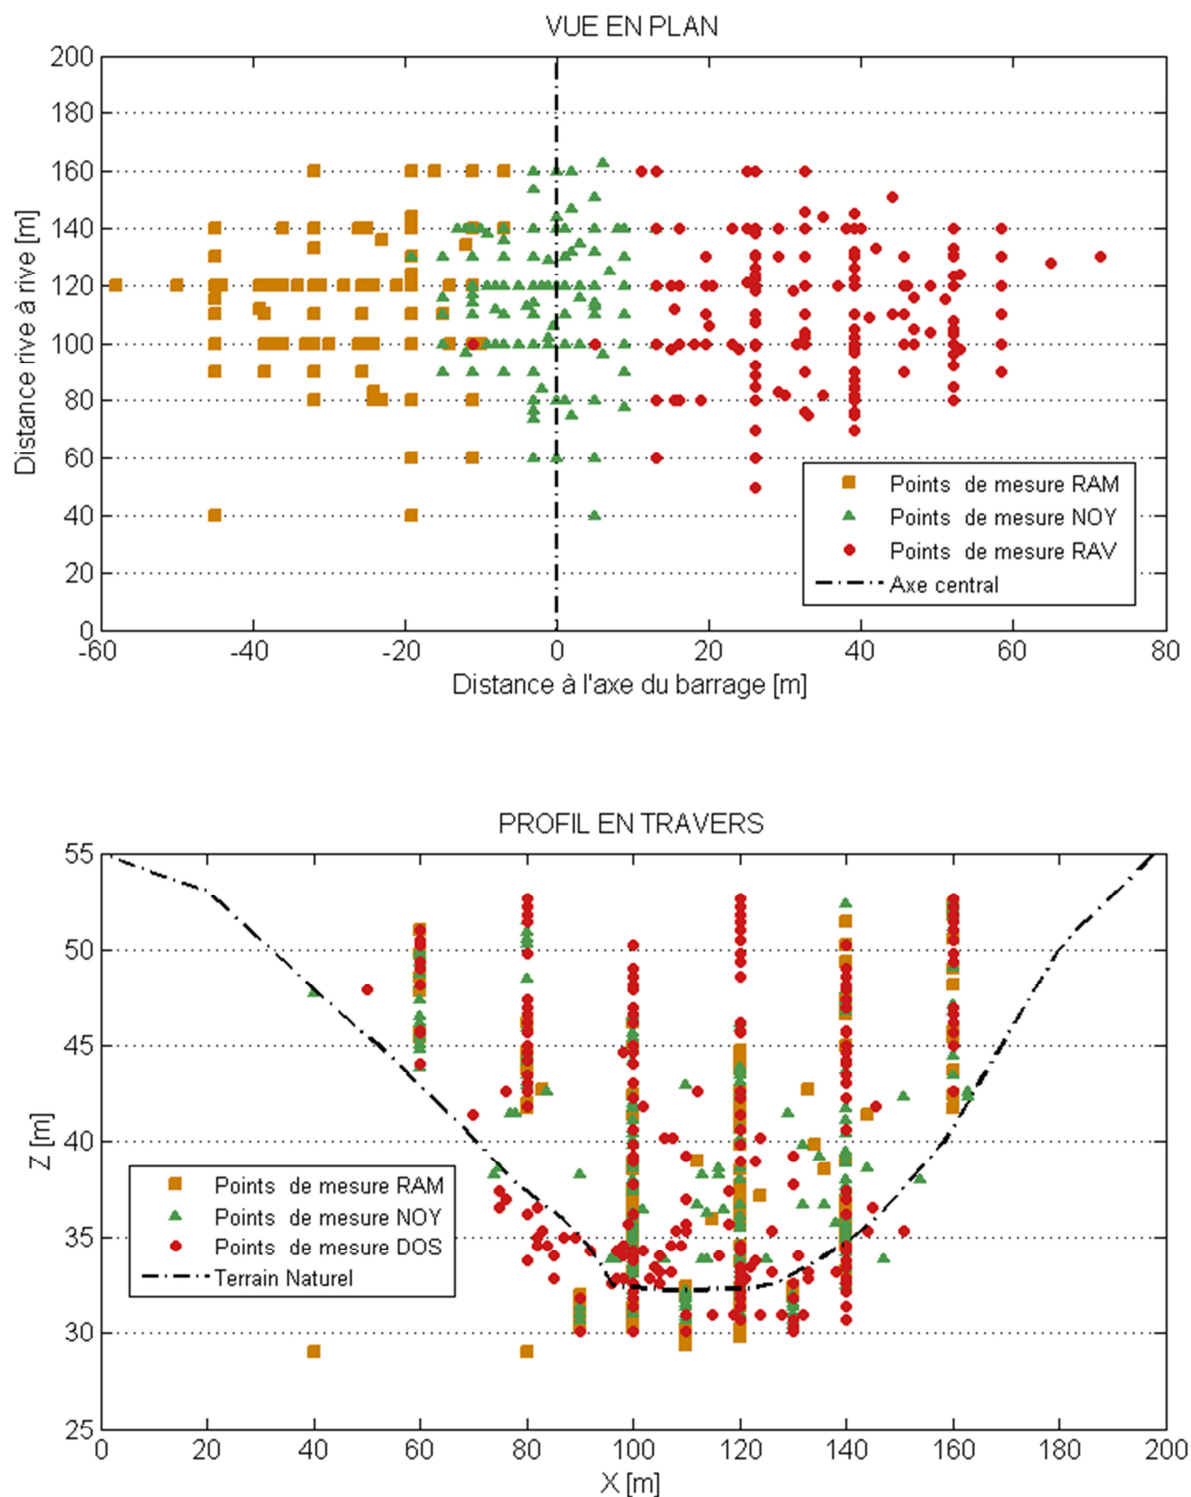 VUE EN PLAN
200
180
160
140
120
100
80
60
40
20
0
Distance rive à rive [m]
Points de mesure RAM
Points de mesure NOY
Points de mesure RAV
Axe central
-60 -40 -20 0 20 40 60 80
Distance à l'axe du barrage [m]
PROFIL EN TRAVERS
55
50
45
40
35
30
25
Z [m]
Points de mesure RAM
Points de mesure NOY
Points de mesure DOS
Terrain Naturel
0 20 40 60 80 100 120 140 160 180 200
X [m]